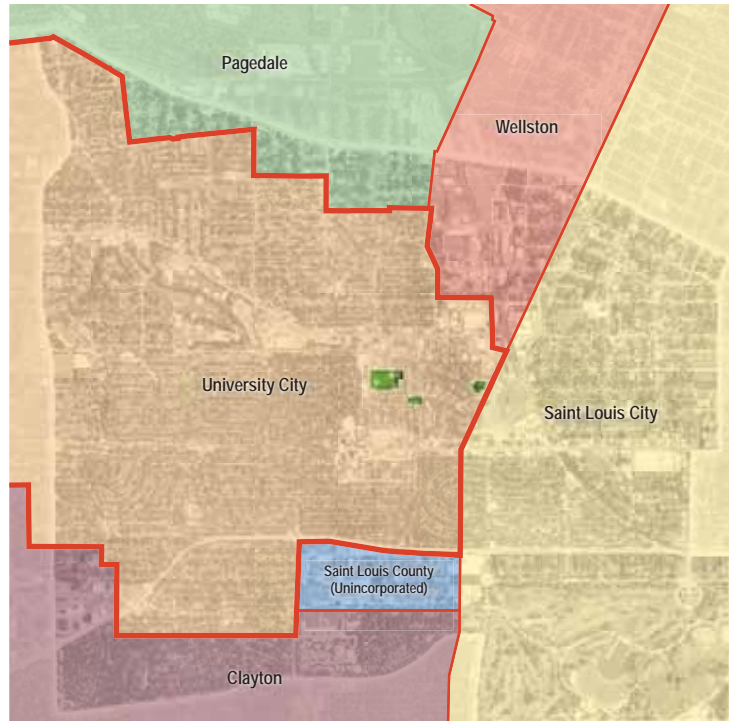 Pagedale
Wellston
University City
Saint Louis City
Saint Louis County
(Unincorporated)
Clayton